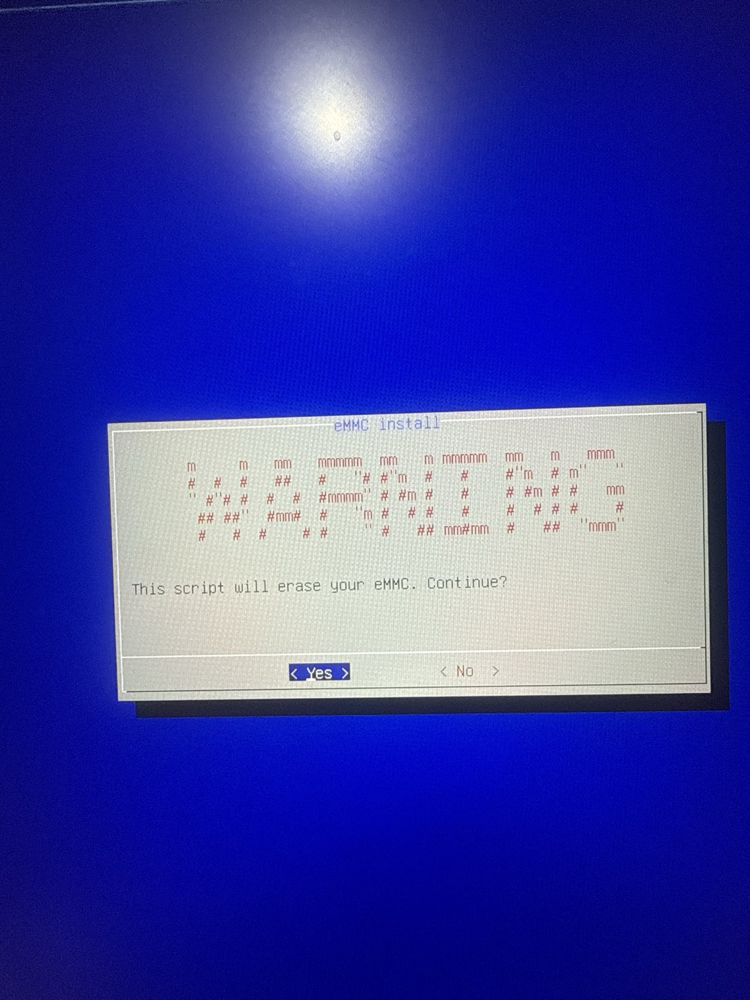 eMMC install
WARNING
This script will erase your eMMC. Continue?
< Yes > < No >